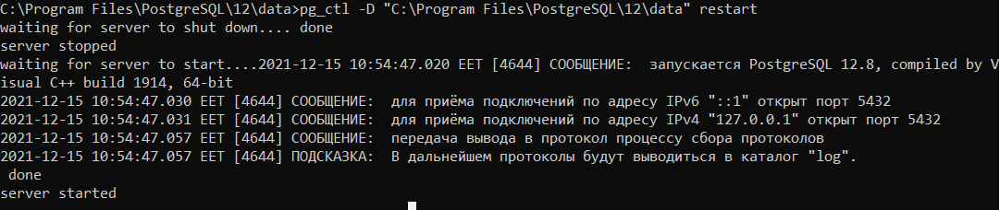 C:\Program Files\PostgreSQL\12\data>pg_ctl -D "C:\Program Files\PostgreSQL\12\data" restart
waiting for server to shut down.... done
server stopped
waiting for server to start....2021-12-15 10:54:47.020 EET [4644] СООБЩЕНИЕ:  запускается PostgreSQL 12.8, compiled by V
isual C++ build 1914, 64-bit
2021-12-15 10:54:47.030 EET [4644] СООБЩЕНИЕ:  для приёма подключений по адресу IPv6 "::1" открыт порт 5432
2021-12-15 10:54:47.031 EET [4644] СООБЩЕНИЕ:  для приёма подключений по адресу IPv4 "127.0.0.1" открыт порт 5432
2021-12-15 10:54:47.057 EET [4644] СООБЩЕНИЕ:  передача вывода в протокол процессу сбора протоколов
2021-12-15 10:54:47.057 EET [4644] ПОДСКАЗКА:  В дальнейшем протоколы будут выводиться в каталог "log".
 done
server started